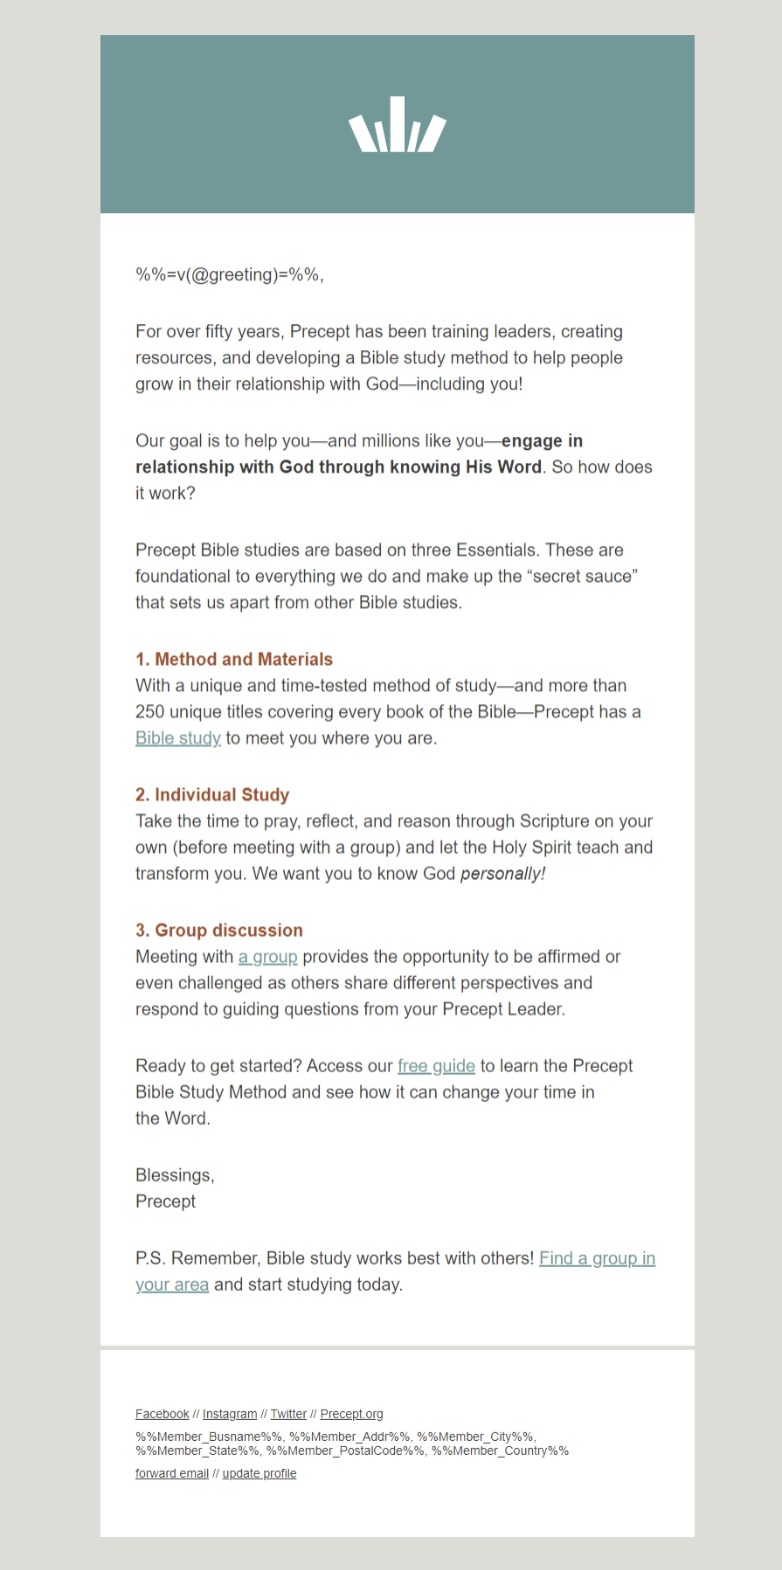 %%=v(@greeting)=%%,
For over fifty years, Precept has been training leaders, creating
resources, and developing a Bible study method to help people
grow in their relationship with God—including you!
Our goal is to help you—and millions like you—engage in
relationship with God through knowing His Word. So how does
it work?
Precept Bible studies are based on three Essentials. These are
foundational to everything we do and make up the “secret sauce”
that sets us apart from other Bible studies.
1. Method and Materials
With a unique and time-tested method of study—and more than
250 unique titles covering every book of the Bible—Precept has a
Bible study to meet you where you are.
2. Individual Study
Take the time to pray, reflect, and reason through Scripture on your
own (before meeting with a group) and let the Holy Spirit teach and
transform you. We want you to know God personally!
3. Group discussion
Meeting with a group provides the opportunity to be affirmed or
even challenged as others share different perspectives and
respond to guiding questions from your Precept Leader.
Ready to get started? Access our free guide to learn the Precept
Bible Study Method and see how it can change your time in
the Word.
Blessings,
Precept
P.S. Remember, Bible study works best with others! Find a group in
your area and start studying today.
Facebook // Instagram // Twitter // Precept.org
%%Member_Busname%%, %%Member_Addr%%, %%Member_City%%,
%%Member_State%%, %%Member_PostalCode%%, %%Member_Country%%
forward email // update profile